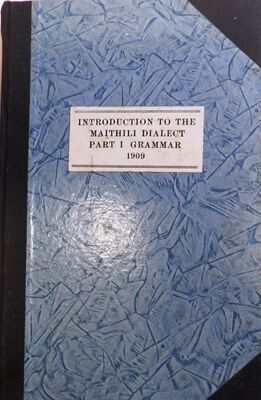 INTRODUCTION TO THE
MAITHILI DIALECT
PART I GRAMMAR
1909